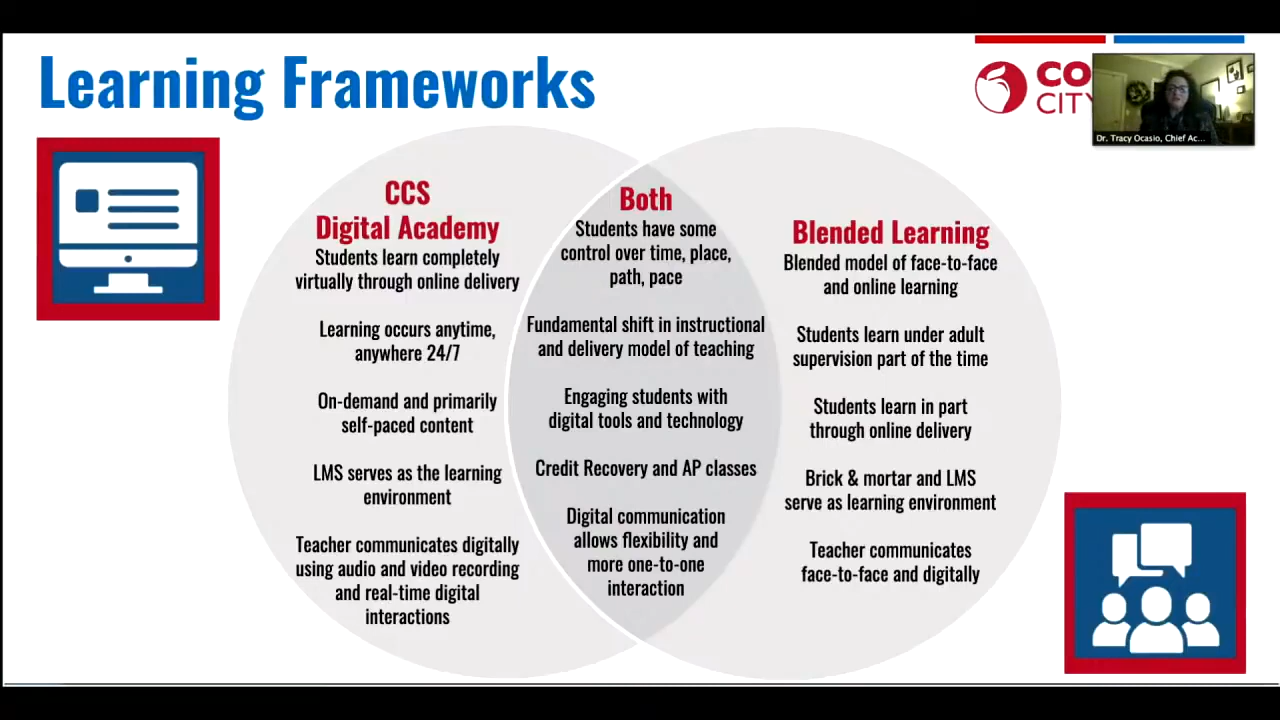 Learning Frameworks
CO
CITY
Dr. Tracy Ocasio, Chief Ac...
CCS
Digital Academy
Students learn completely
virtually through online delivery
Learning occurs anytime,
anywhere 24/7
On-demand and primarily
self-paced content
LMS serves as the learning
environment
Teacher communicates digitally
using audio and video recording
and real-time digital
interactions
Both
Students have some
control over time, place,
path, pace
Fundamental shift in instructional
and delivery model of teaching
Engaging students with
digital tools and technology
Credit Recovery and AP classes
Digital communication
allows flexibility and
more one-to-one
interaction
Blended Learning
Blended model of face-to-face
and online learning
Students learn under adult
supervision part of the time
Students learn in part
through online delivery
Brick & mortar and LMS
serve as learning environment
Teacher communicates
face-to-face and digitally